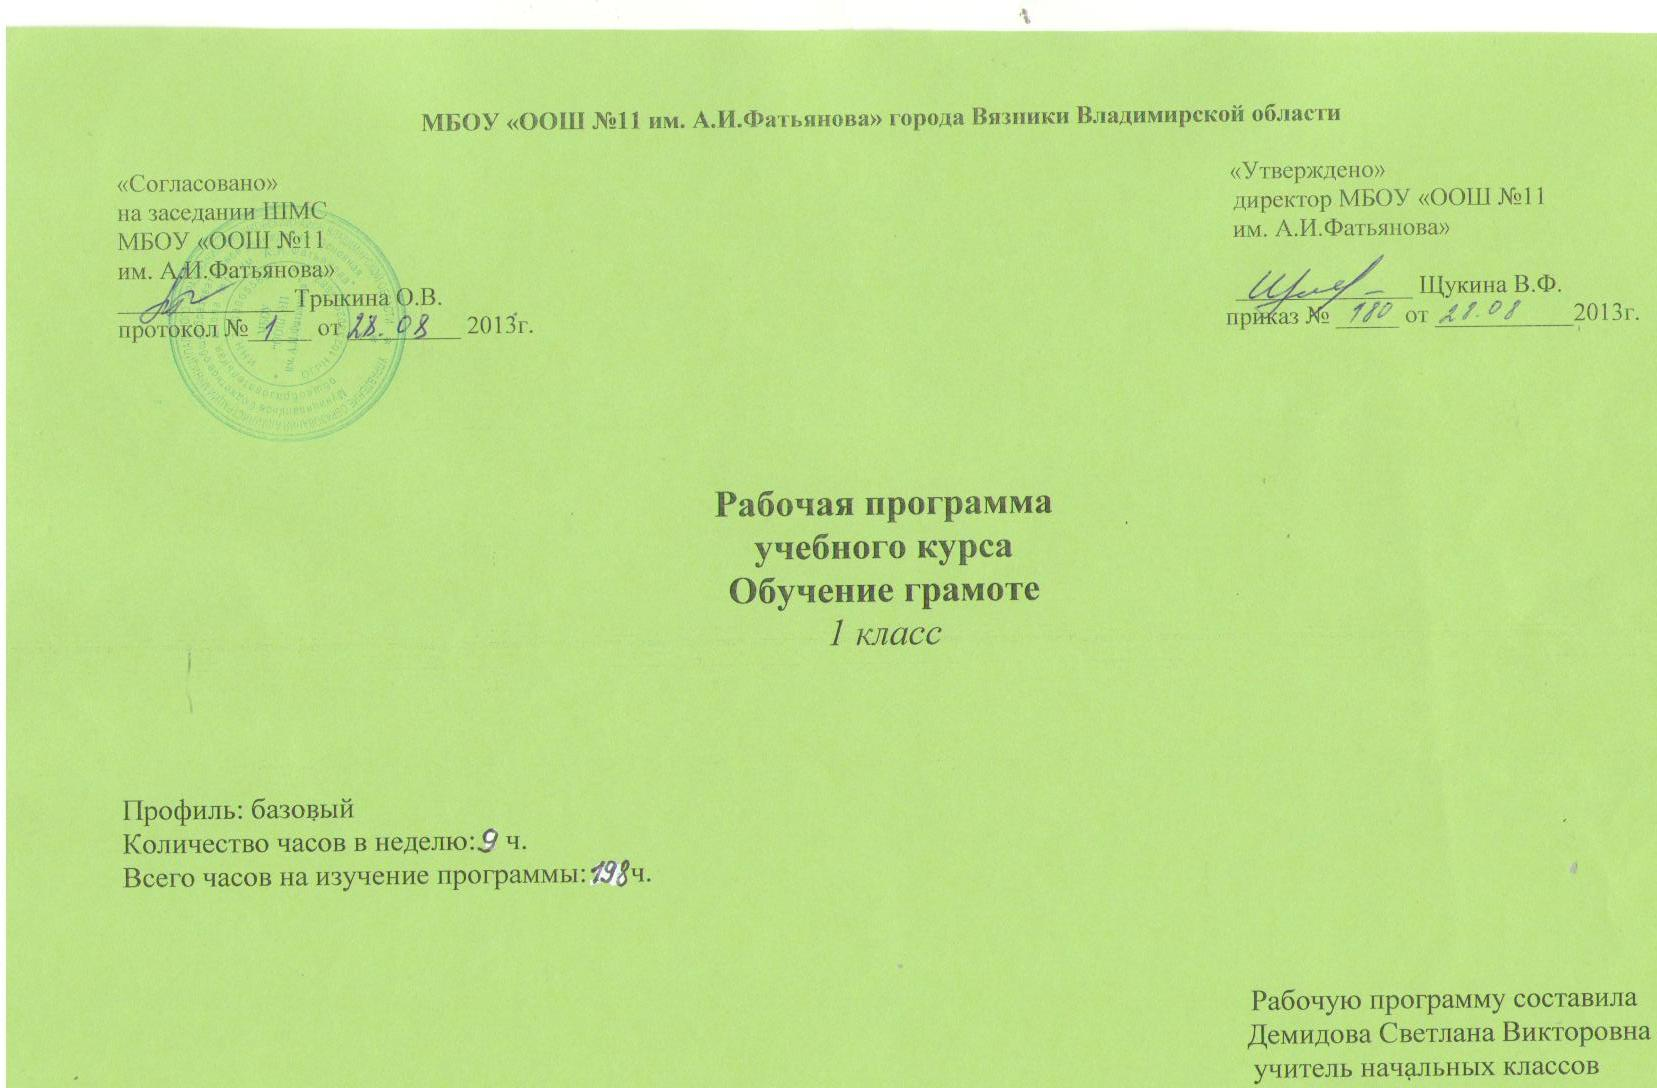 МБОУ «ООШ №11 им. А.И.Фатьянова» города Вязники Владимирской области
«Согласовано»
на заседании ШМС
МБОУ «ООШ №11
им. А.И.Фатьянова»
Трыкина О.В.
протокол № 1 от 28.08 2013г.
«Утверждено»
директор МБОУ «ООШ №11
им. А.И.Фатьянова»
Щукина В.Ф.
приказ № 180 от 28.08 2013г.
Рабочая программа
учебного курса
Обучение грамоте
1 класс
Профиль: базовый
Количество часов в неделю: 9 ч.
Всего часов на изучение программы: 198 ч.
Рабочую программу составила
Демидова Светлана Викторовна
учитель начальных классов